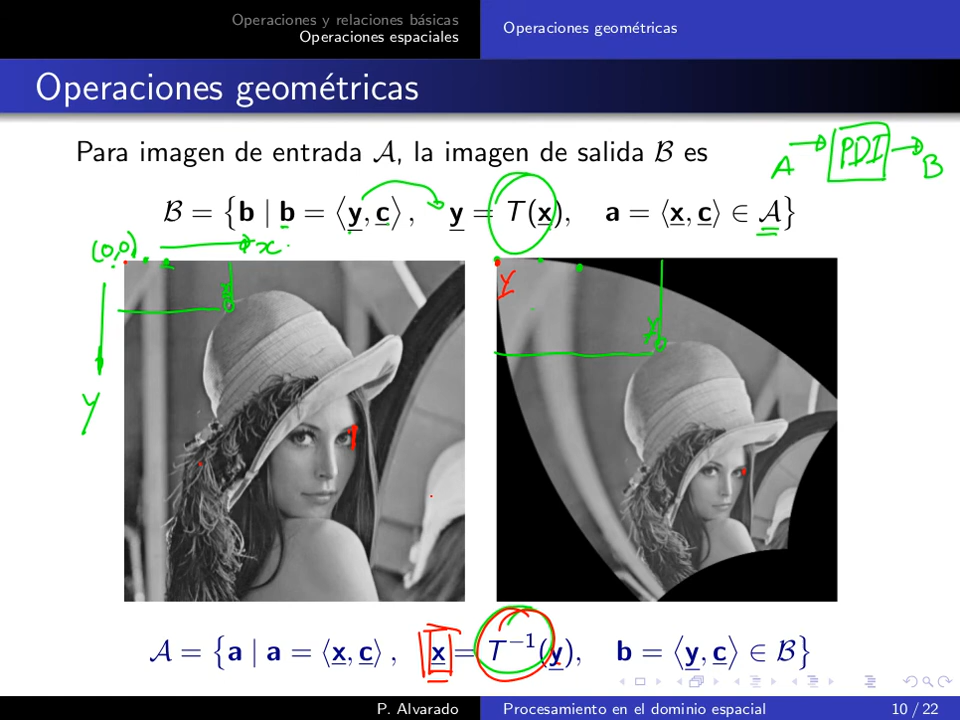 Operaciones y relaciones básicas
Operaciones espaciales
Operaciones geométricas
Operaciones geométricas
Para imagen de entrada 𝒜, la imagen de salida ℬ es
A → PDI → B
ℬ = {b | b = ⟨y, c⟩, y = T(x), a = ⟨x, c⟩ ∈ 𝒜}
(0,0) x
y
x
y
y
𝒜 = {a | a = ⟨x, c⟩, x = T⁻¹(y), b = ⟨y, c⟩ ∈ ℬ}
P. Alvarado Procesamiento en el dominio espacial 10 / 22